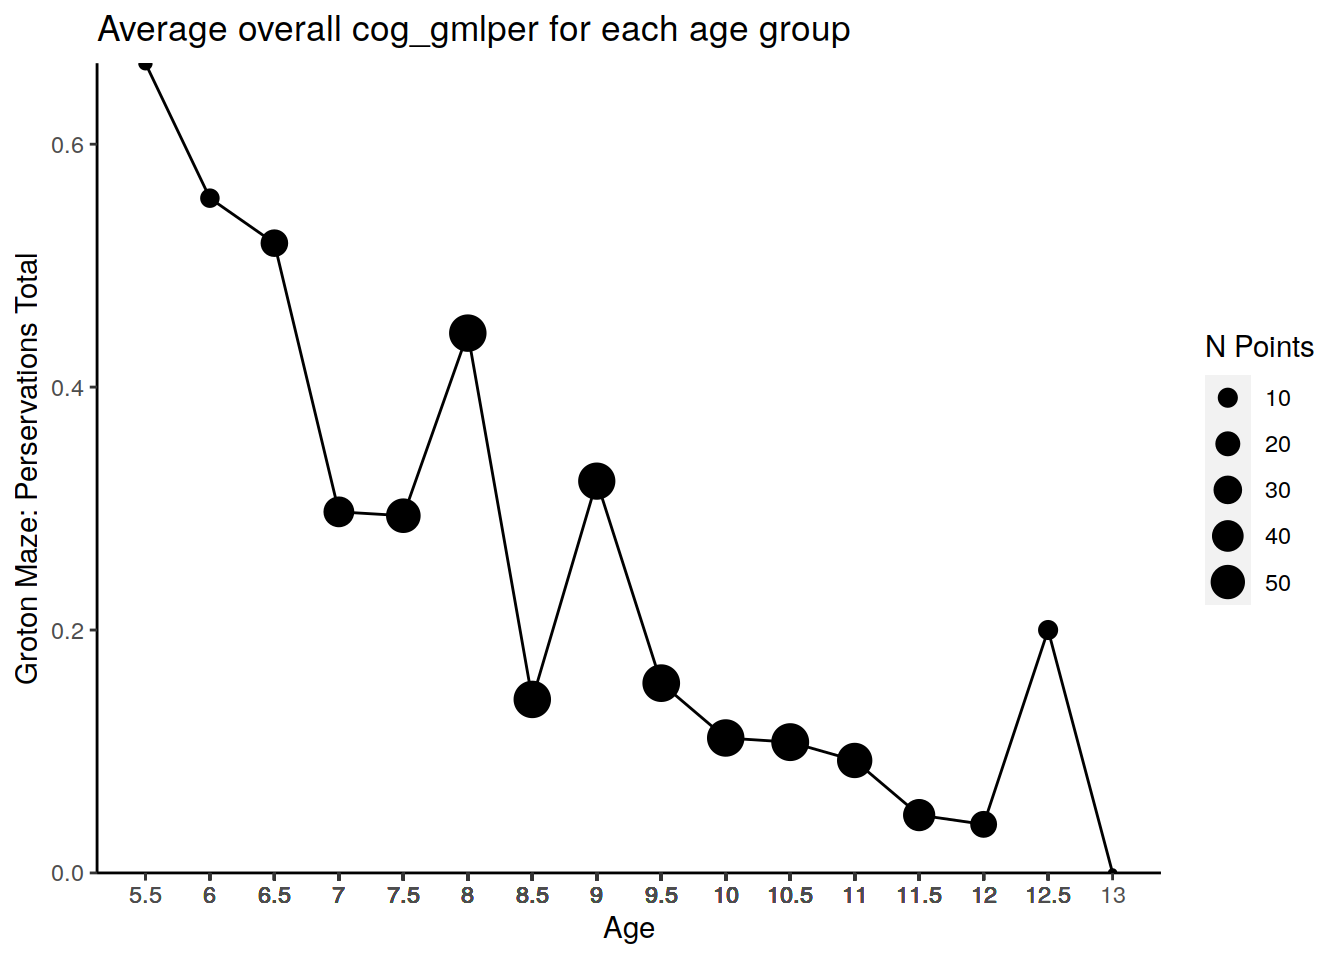 Average overall cog_gmlper for each age group
Groton Maze: Perservations Total
0.6
0.4
0.2
0.0
5.5 6 6.5 7 7.5 8 8.5 9 9.5 10 10.5 11 11.5 12 12.5 13
Age
N Points
10
20
30
40
50